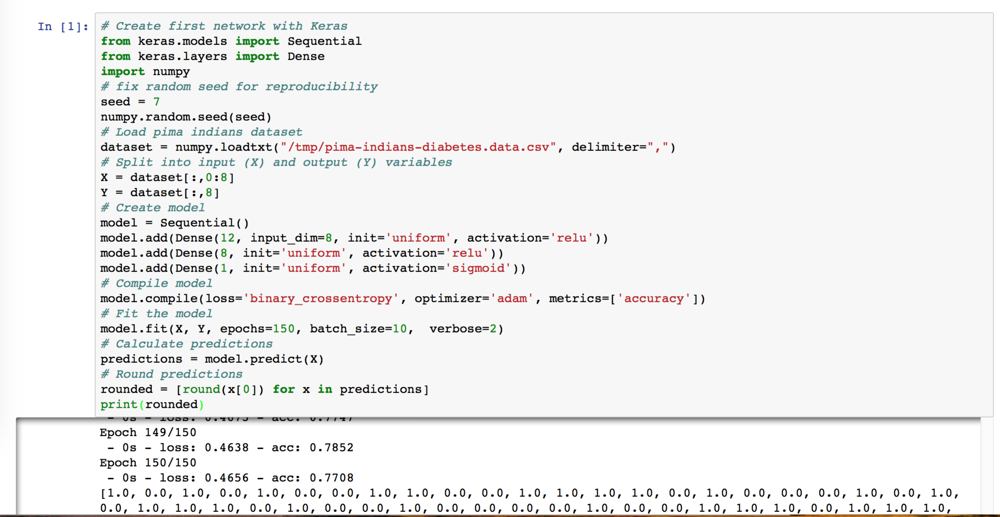 In [1]:
# Create first network with Keras
from keras.models import Sequential
from keras.layers import Dense
import numpy
# fix random seed for reproducibility
seed = 7
numpy.random.seed(seed)
# Load pima indians dataset
dataset = numpy.loadtxt("/tmp/pima-indians-diabetes.data.csv", delimiter=",")
# Split into input (X) and output (Y) variables
X = dataset[:,0:8]
Y = dataset[:,8]
# Create model
model = Sequential()
model.add(Dense(12, input_dim=8, init='uniform', activation='relu'))
model.add(Dense(8, init='uniform', activation='relu'))
model.add(Dense(1, init='uniform', activation='sigmoid'))
# Compile model
model.compile(loss='binary_crossentropy', optimizer='adam', metrics=['accuracy'])
# Fit the model
model.fit(X, Y, epochs=150, batch_size=10,  verbose=2)
# Calculate predictions
predictions = model.predict(X)
# Round predictions
rounded = [round(x[0]) for x in predictions]
print(rounded)
- 0s - loss: 0.4675 - acc: 0.7747
Epoch 149/150
- 0s - loss: 0.4638 - acc: 0.7852
Epoch 150/150
- 0s - loss: 0.4656 - acc: 0.7708
[1.0, 0.0, 1.0, 0.0, 1.0, 0.0, 0.0, 1.0, 1.0, 0.0, 0.0, 1.0, 1.0, 1.0, 1.0, 0.0, 1.0, 0.0, 0.0, 0.0, 1.0, 0.0, 1.0,
0.0, 1.0, 1.0, 1.0, 0.0, 1.0, 0.0, 0.0, 1.0, 0.0, 0.0, 0.0, 0.0, 1.0, 0.0, 0.0, 1.0, 1.0, 1.0, 0.0, 1.0, 1.0, 1.0,